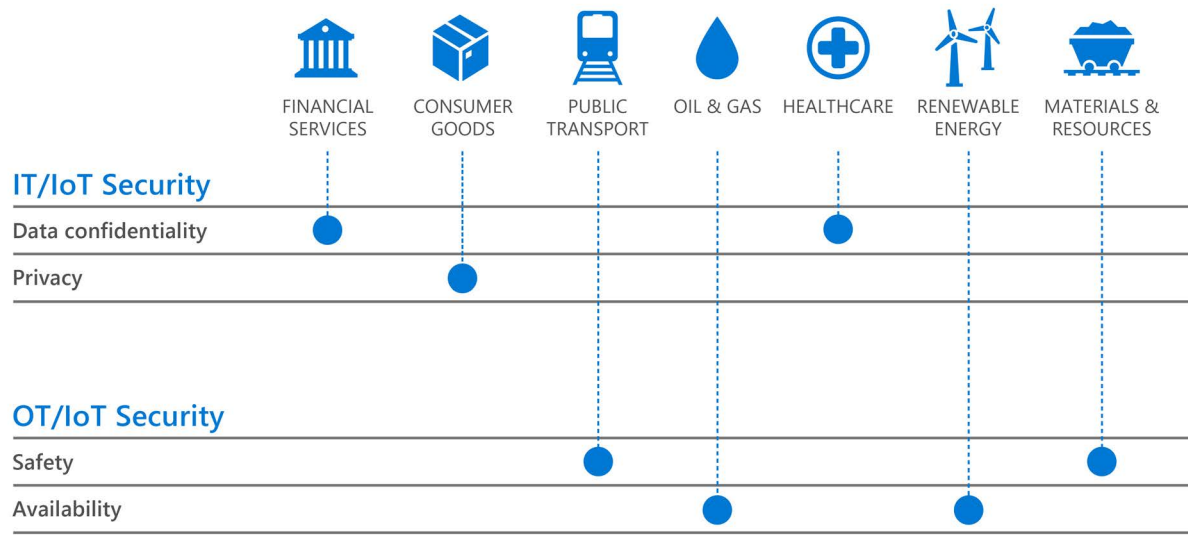 FINANCIAL
SERVICES
CONSUMER
GOODS
PUBLIC
TRANSPORT
OIL & GAS
HEALTHCARE
RENEWABLE
ENERGY
MATERIALS &
RESOURCES
IT/IoT Security
Data confidentiality
Privacy
OT/IoT Security
Safety
Availability